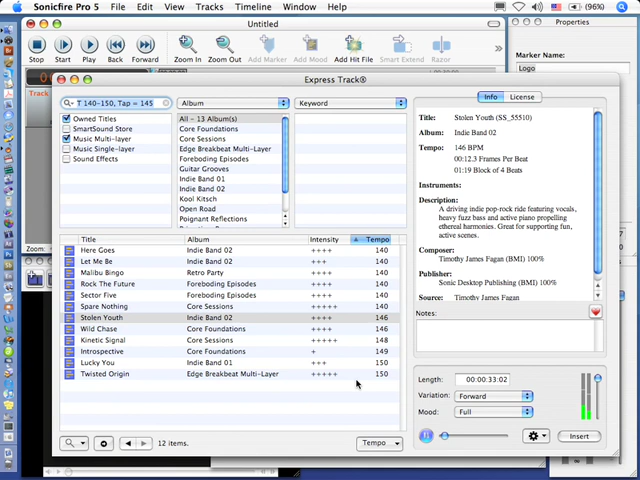 Sonicfire Pro 5 File Edit View Tracks Timeline Window Help (96%)
Untitled
Properties
Stop Start Play Back Forward Zoom In Zoom Out Add Marker Add Mood Add Hit File Smart Extend Razor
Marker Name:
Logo
Track
Express Track®
T 140-150, Tap = 145 Album Keyword
Info License
Owned Titles
SmartSound Store
Music Multi-layer
Music Single-layer
Sound Effects
All - 13 Album(s)
Core Foundations
Core Sessions
Edge Breakbeat Multi-Layer
Foreboding Episodes
Guitar Grooves
Indie Band 01
Indie Band 02
Kool Kitsch
Open Road
Poignant Reflections
Title: Stolen Youth (SS_55510)
Album: Indie Band 02
Tempo: 146 BPM
00:12.3 Frames Per Beat
01:19 Block of 4 Beats
Instruments:
Description:
A driving indie pop-rock ride featuring vocals,
heavy fuzz bass and active piano propelling
ethereal harmonies. Great for supporting fun,
active scenes.
Composer:
Timothy James Fagan (BMI) 100%
Publisher:
Sonic Desktop Publishing (BMI) 100%
Source: Timothy James Fagan
Notes:
Zoom:
Title Album Intensity Tempo
Here Goes Indie Band 02 ++++ 140
Let Me Be Indie Band 02 +++ 140
Malibu Bingo Retro Party ++++ 140
Rock The Future Foreboding Episodes ++++ 140
Sector Five Foreboding Episodes ++++ 140
Spare Nothing Core Sessions +++++ 140
Stolen Youth Indie Band 02 ++++ 146
Wild Chase Core Foundations ++++ 146
Kinetic Signal Core Sessions +++++ 148
Introspective Core Foundations + 149
Lucky You Indie Band 01 +++ 150
Twisted Origin Edge Breakbeat Multi-Layer +++++ 150
12 items. Tempo
Length: 00:00:33:02
Variation: Forward
Mood: Full
Insert